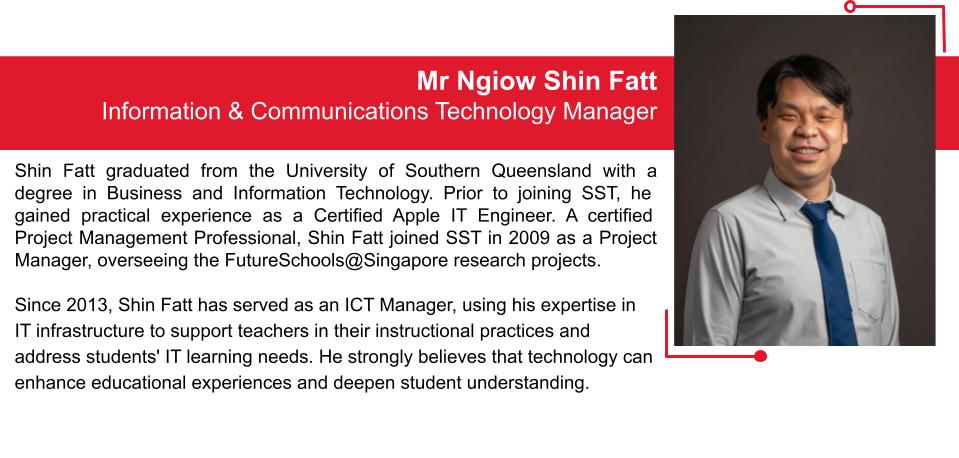 Mr Ngiow Shin Fatt
Information & Communications Technology Manager
Shin Fatt graduated from the University of Southern Queensland with a
degree in Business and Information Technology. Prior to joining SST, he
gained practical experience as a Certified Apple IT Engineer. A certified
Project Management Professional, Shin Fatt joined SST in 2009 as a Project
Manager, overseeing the FutureSchools@Singapore research projects.
Since 2013, Shin Fatt has served as an ICT Manager, using his expertise in
IT infrastructure to support teachers in their instructional practices and
address students' IT learning needs. He strongly believes that technology can
enhance educational experiences and deepen student understanding.